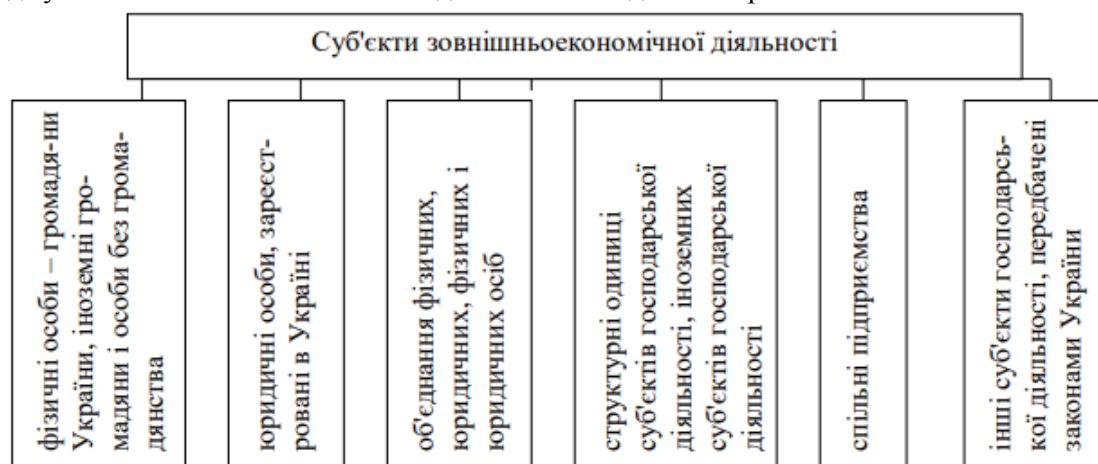 Суб'єкти зовнішньоекономічної діяльності
фізичні особи – громадя-ни
України, іноземні гро-
мадяни і особи без грома-
дянства
юридичні особи, зареєст-
ровані в Україні
об'єднання фізичних,
юридичних, фізичних і
юридичних осіб
структурні одиниці
суб'єктів господарської
діяльності, іноземних
суб'єктів господарської
діяльності
спільні підприємства
інші суб'єкти господарсь-
кої діяльності, передбачені
законами України